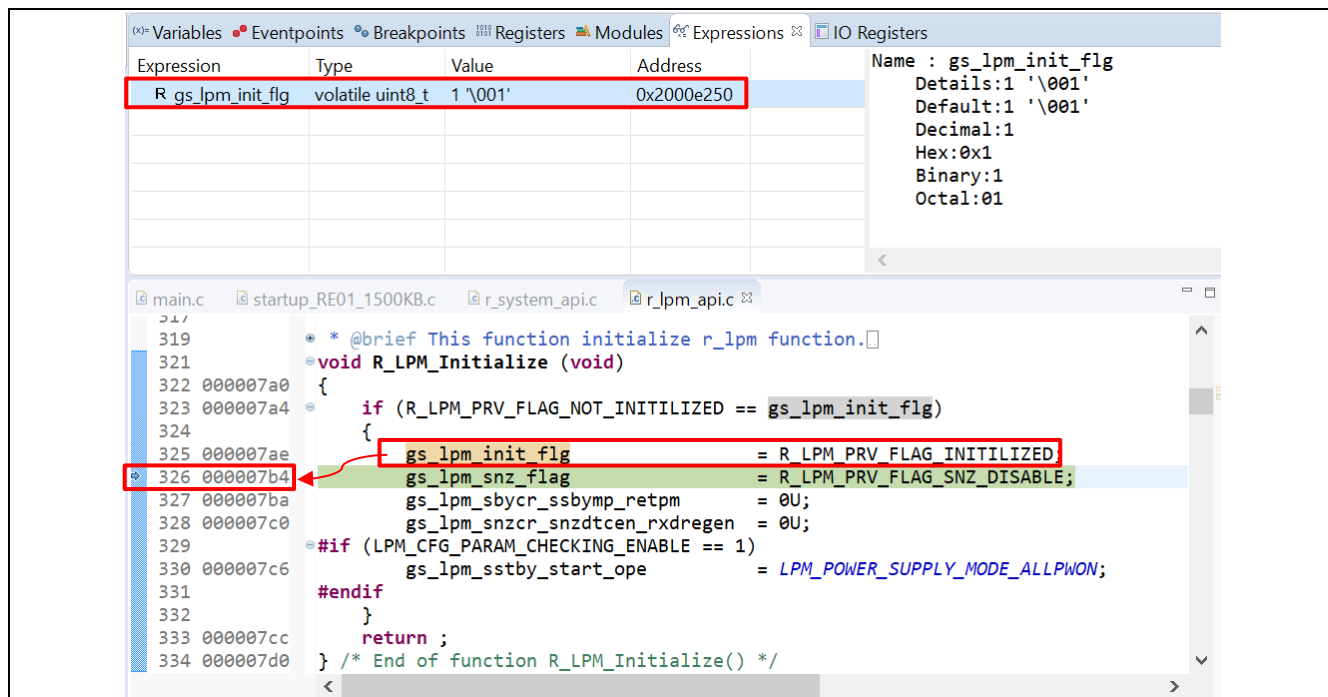 (x)= Variables Eventpoints Breakpoints Registers Modules Expressions IO Registers
Expression Type Value Address
R gs_lpm_init_flg volatile uint8_t 1 '\001' 0x2000e250
Name : gs_lpm_init_flg
Details:1 '\001'
Default:1 '\001'
Decimal:1
Hex:0x1
Binary:1
Octal:01
main.c startup_RE01_1500KB.c r_system_api.c r_lpm_api.c
317
319 * @brief This function initialize r_lpm function.
321 void R_LPM_Initialize (void)
322 000007a0 {
323 000007a4 if (R_LPM_PRV_FLAG_NOT_INITILIZED == gs_lpm_init_flg)
324 {
325 000007ae gs_lpm_init_flg = R_LPM_PRV_FLAG_INITILIZED;
326 000007b4 gs_lpm_snz_flag = R_LPM_PRV_FLAG_SNZ_DISABLE;
327 000007ba gs_lpm_sbycr_ssbymp_retpm = 0U;
328 000007c0 gs_lpm_snzcr_snzdtcen_rxdregen = 0U;
329 #if (LPM_CFG_PARAM_CHECKING_ENABLE == 1)
330 000007c6 gs_lpm_sstby_start_ope = LPM_POWER_SUPPLY_MODE_ALLPWON;
331 #endif
332 }
333 000007cc return ;
334 000007d0 } /* End of function R_LPM_Initialize() */